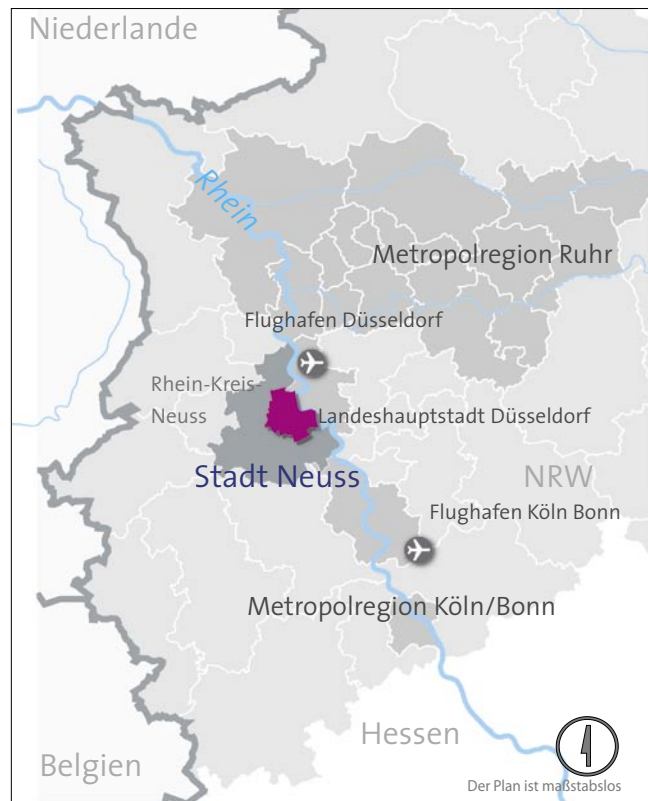 Niederlande
Rhein
Metropolregion Ruhr
Flughafen Düsseldorf
Rhein-Kreis-
Neuss
Landeshauptstadt Düsseldorf
Stadt Neuss
NRW
Flughafen Köln Bonn
Metropolregion Köln/Bonn
Hessen
Belgien
Der Plan ist maßstabslos